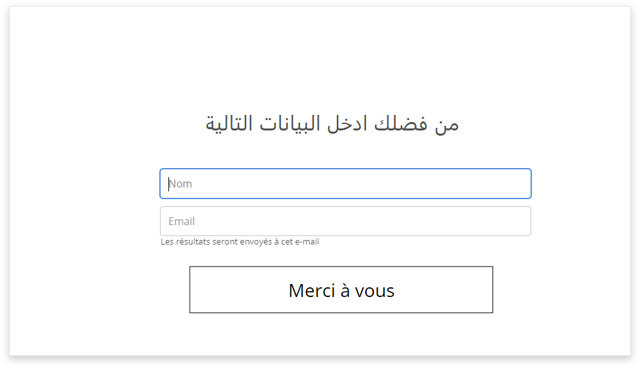 من فضلك ادخل البيانات التالية
Nom
Email
Les résultats seront envoyés à cet e-mail
Merci à vous